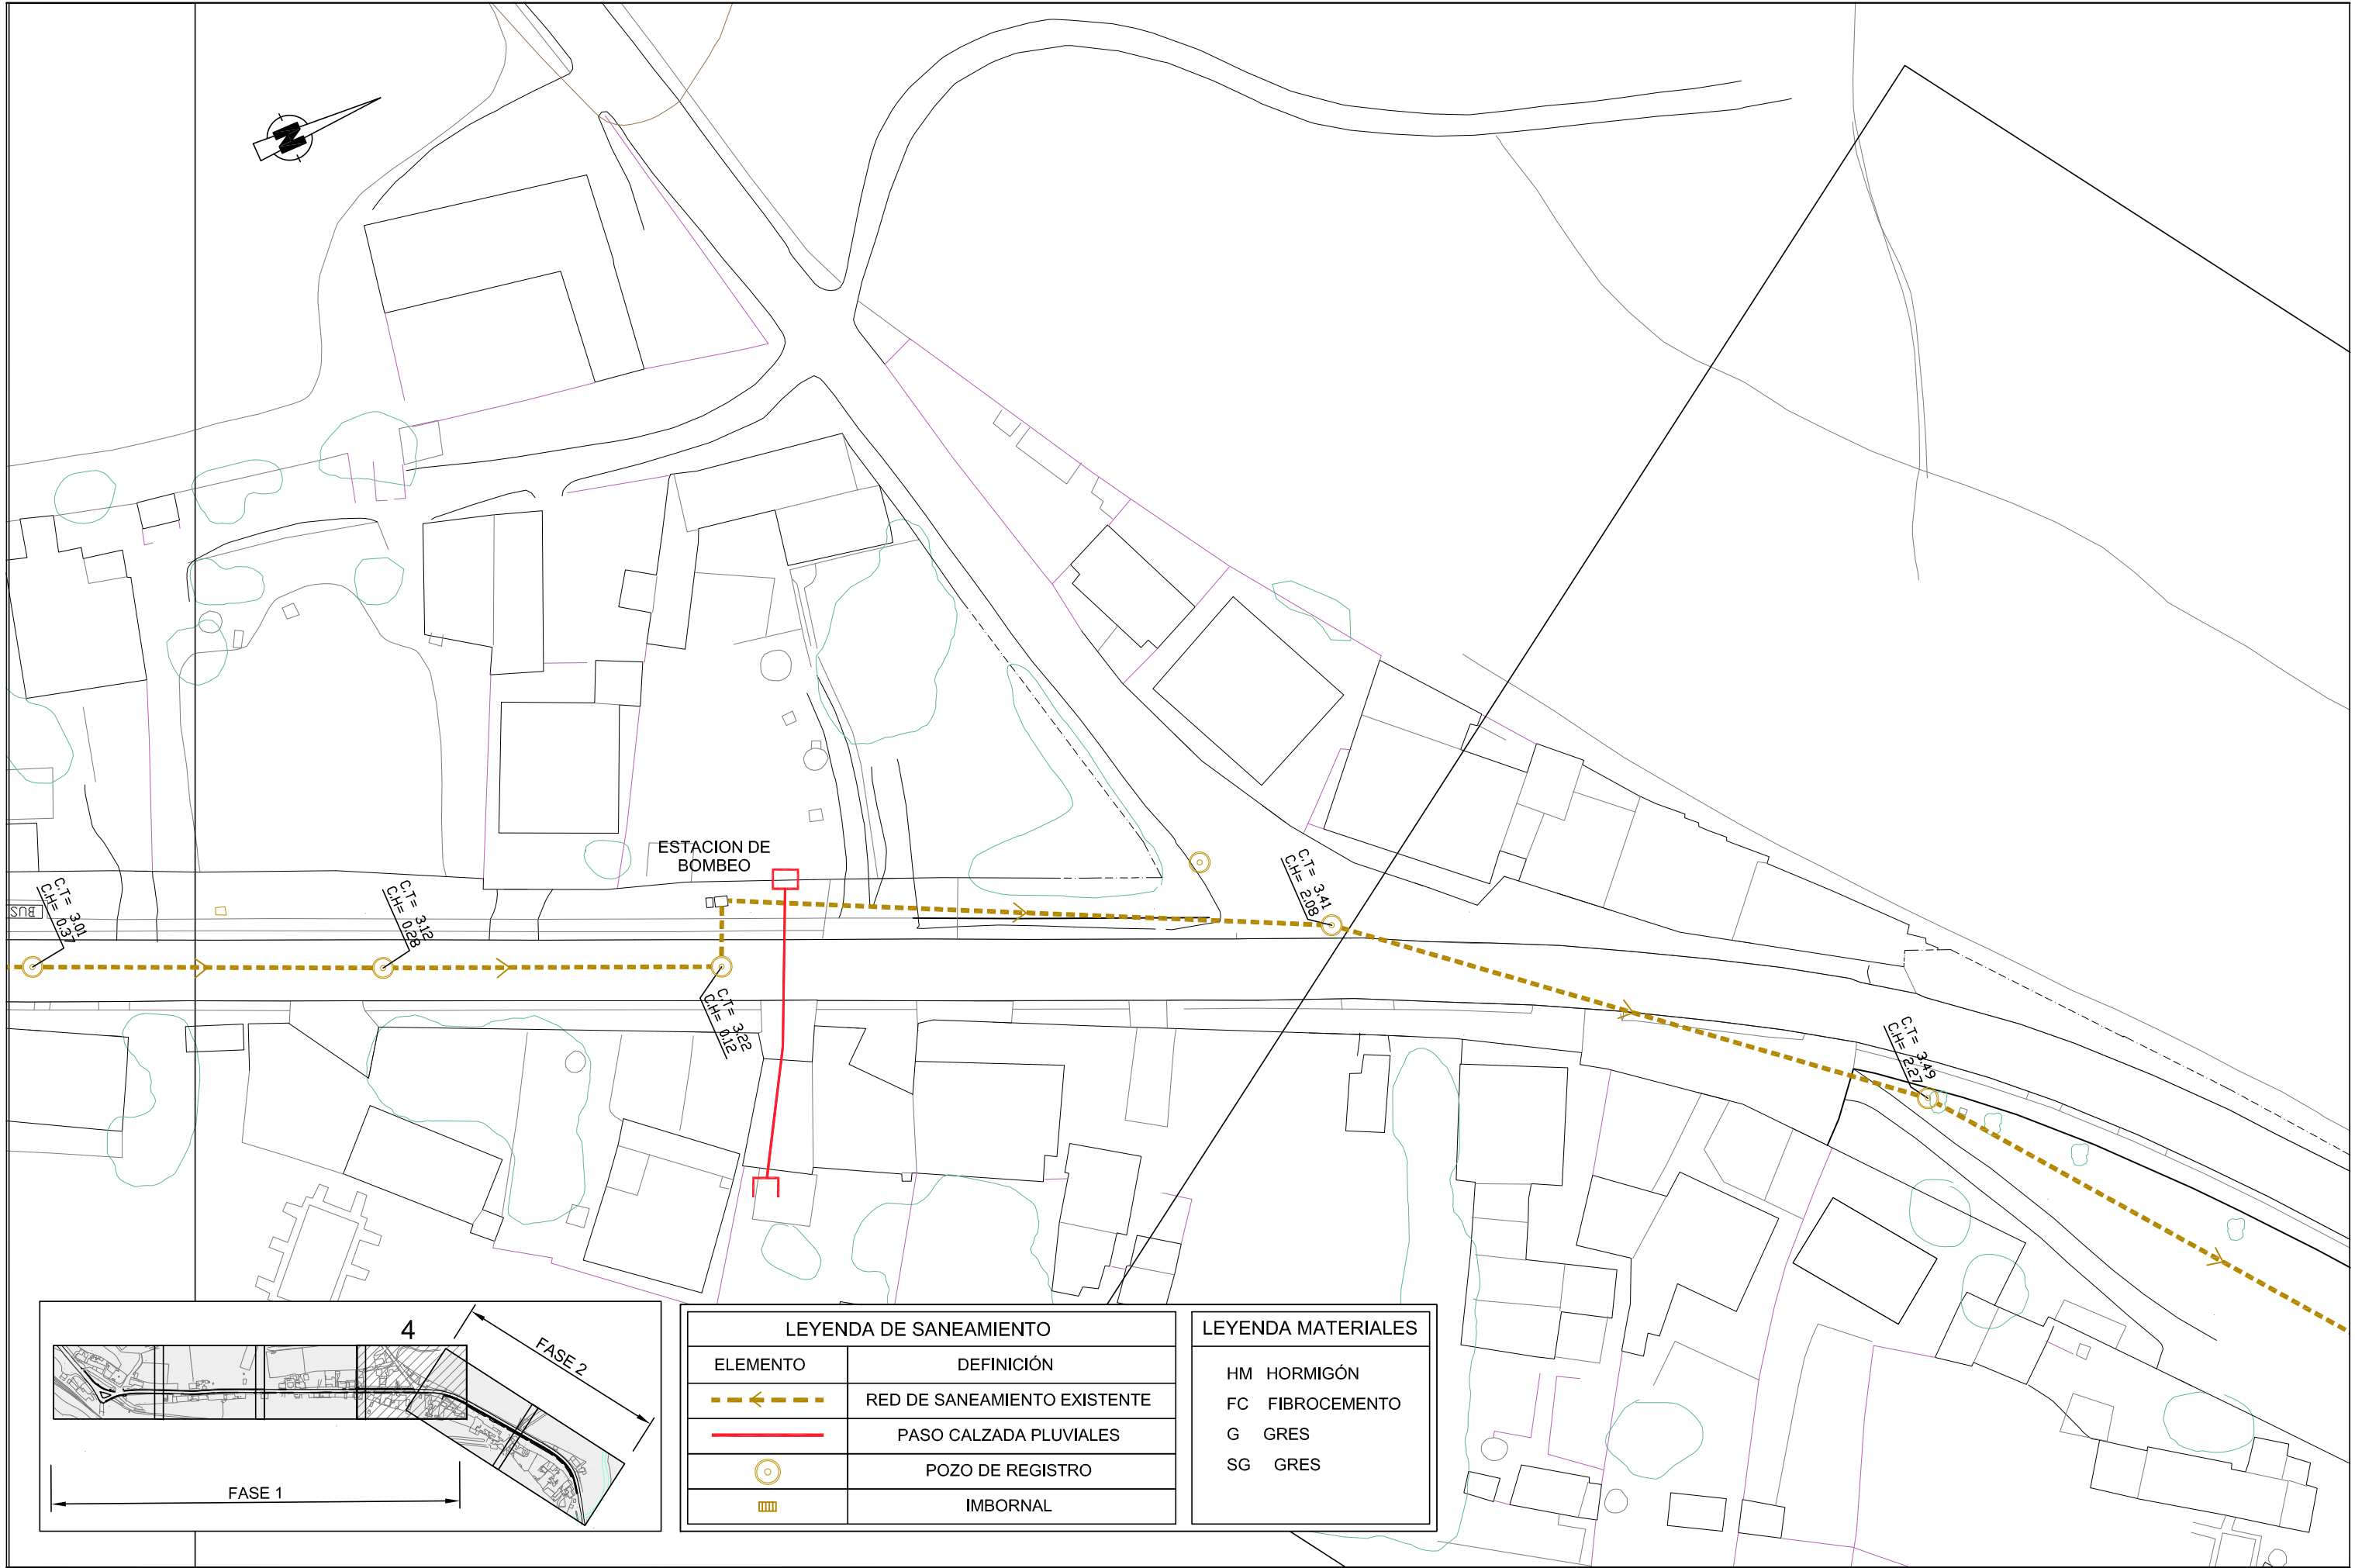 N
ESTACION DE
BOMBEO
BUS
C.T= 3.01
C.H= 0.37
C.T= 3.12
C.H= 0.28
C.T= 3.22
C.H= 0.12
C.T= 3.41
C.H= 2.08
C.T= 3.49
C.H= 2.27
4
FASE 2
FASE 1
LEYENDA DE SANEAMIENTO
ELEMENTO DEFINICIÓN
RED DE SANEAMIENTO EXISTENTE
PASO CALZADA PLUVIALES
POZO DE REGISTRO
IMBORNAL
LEYENDA MATERIALES
HM HORMIGÓN
FC FIBROCEMENTO
G GRES
SG GRES